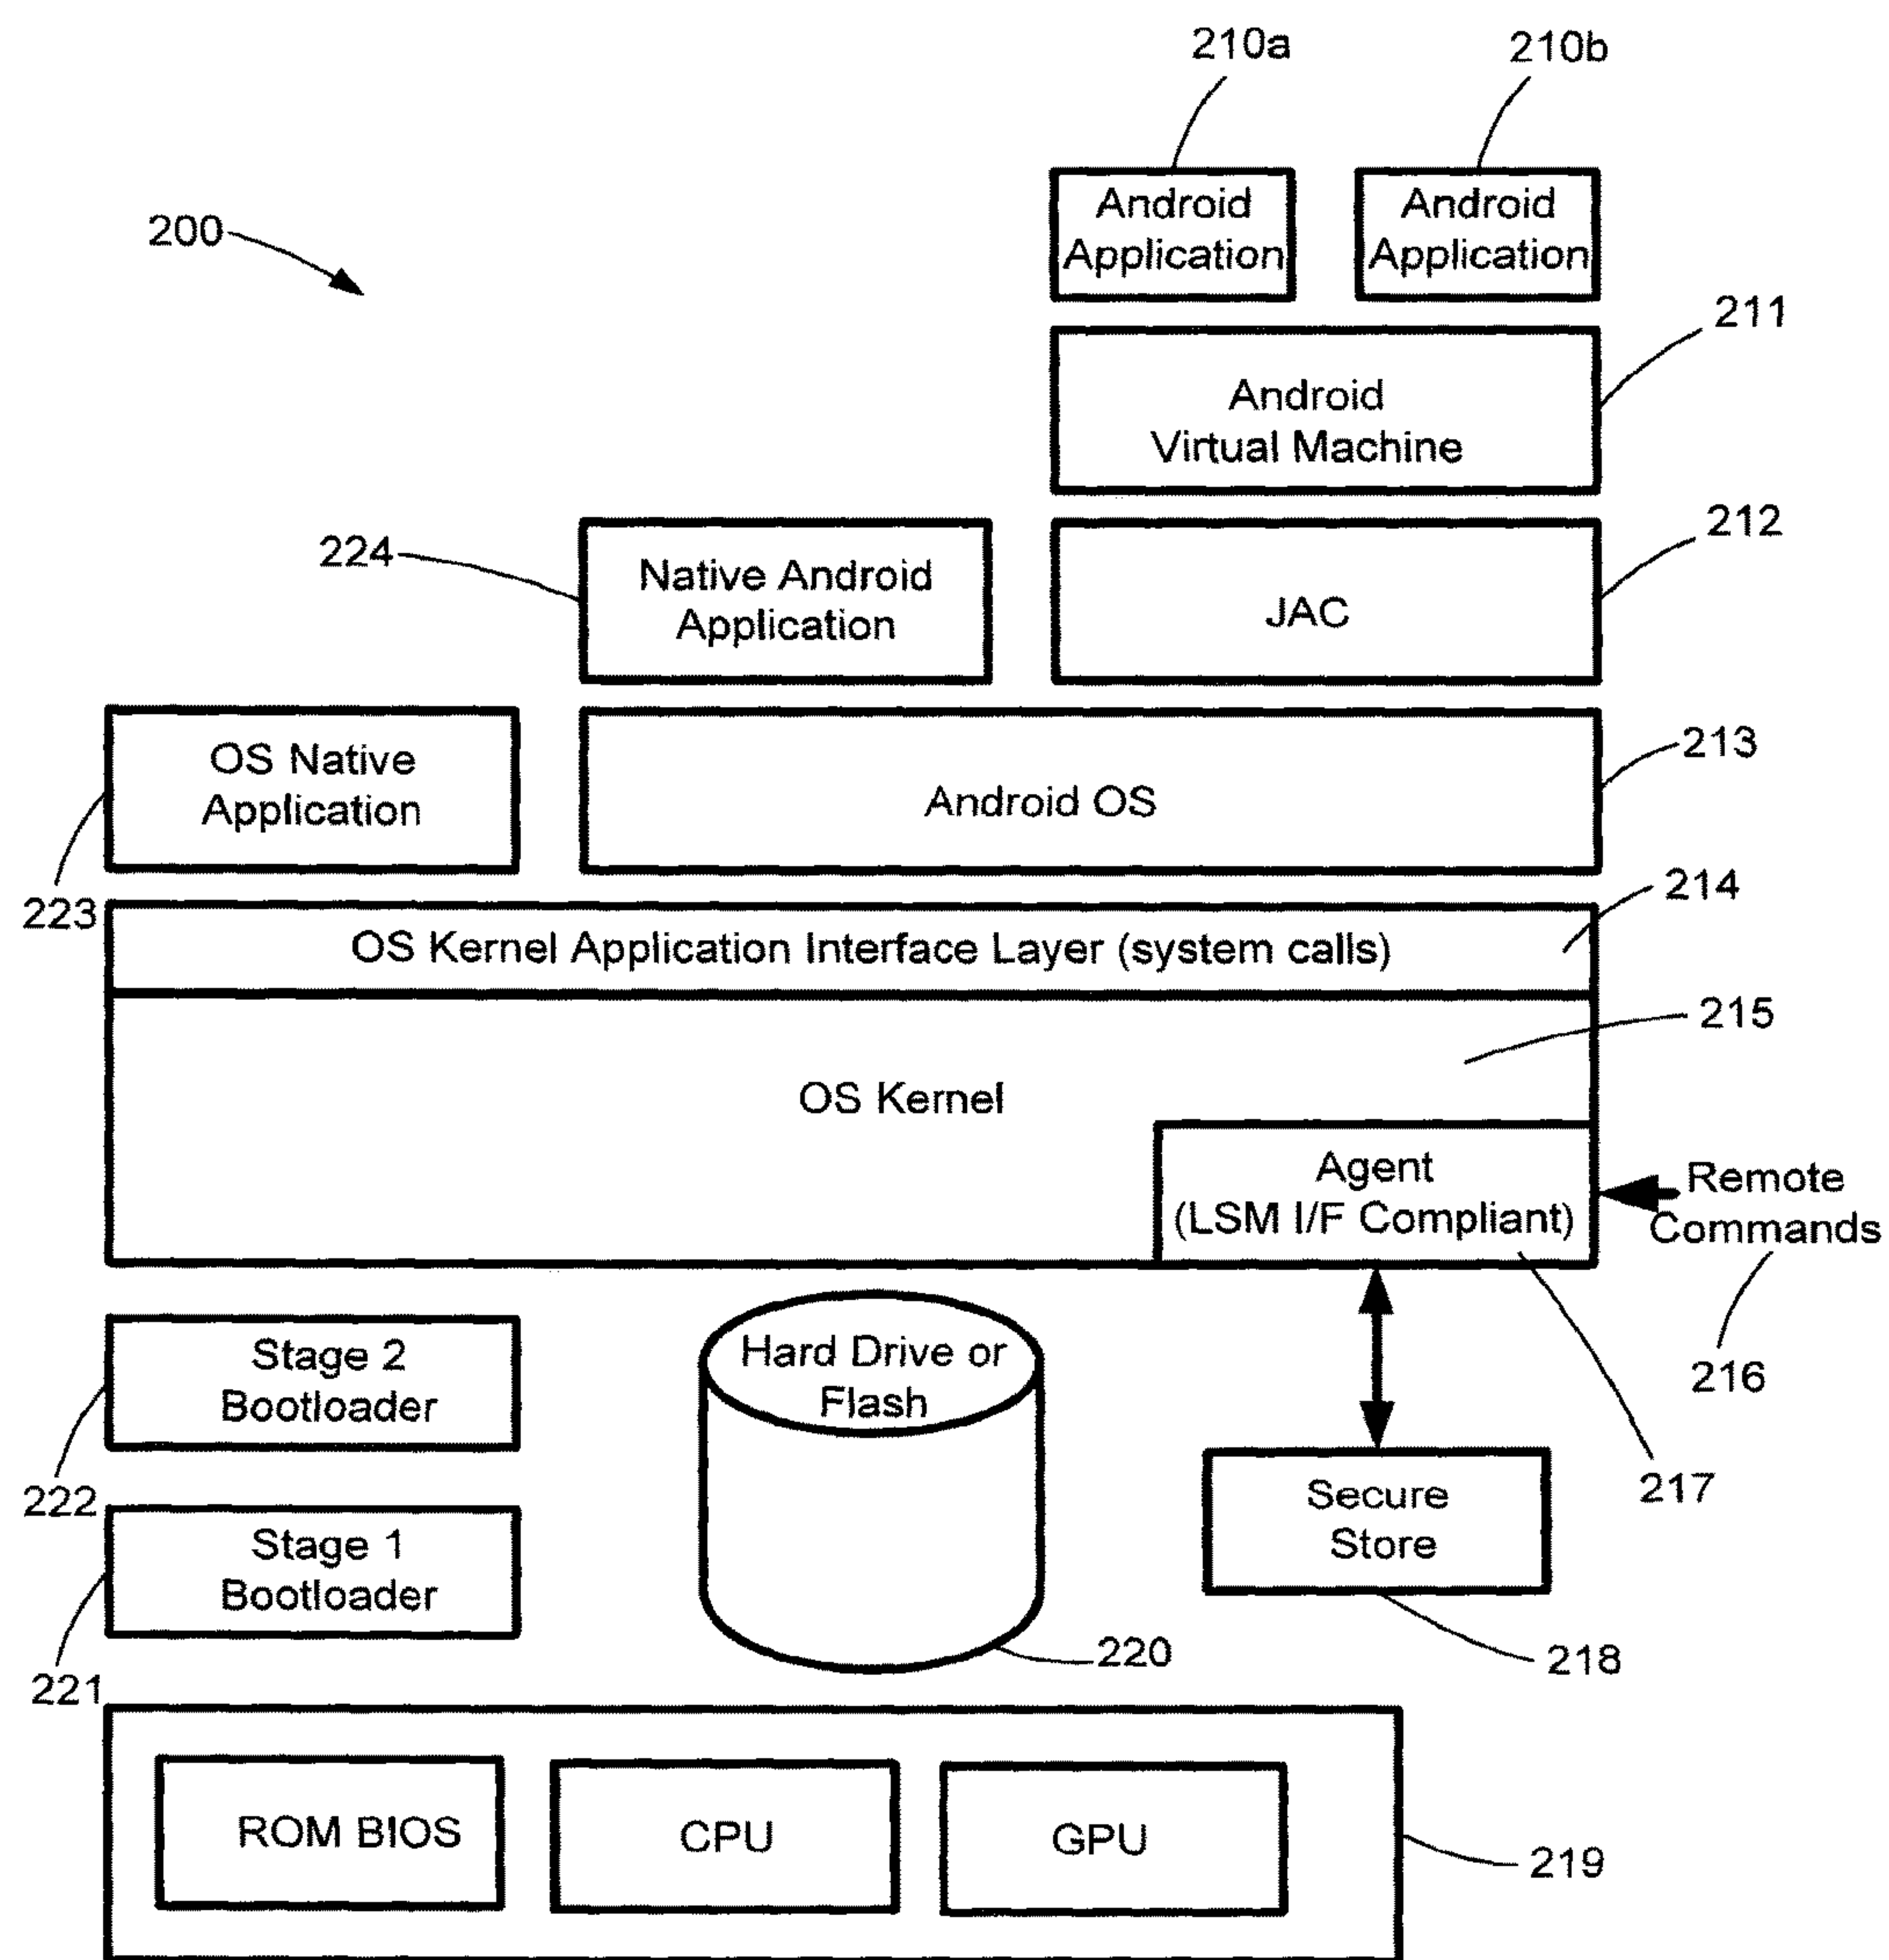 210a
210b
Android
Application
Android
Application
200
211
Android
Virtual Machine
212
224
Native Android
Application
JAC
OS Native
Application
213
Android OS
223
214
OS Kernel Application Interface Layer (system calls)
215
OS Kernel
Agent
(LSM I/F Compliant)
Remote
Commands
216
Stage 2
Bootloader
Hard Drive or
Flash
222
217
Secure
Store
Stage 1
Bootloader
220
218
221
ROM BIOS
CPU
GPU
219